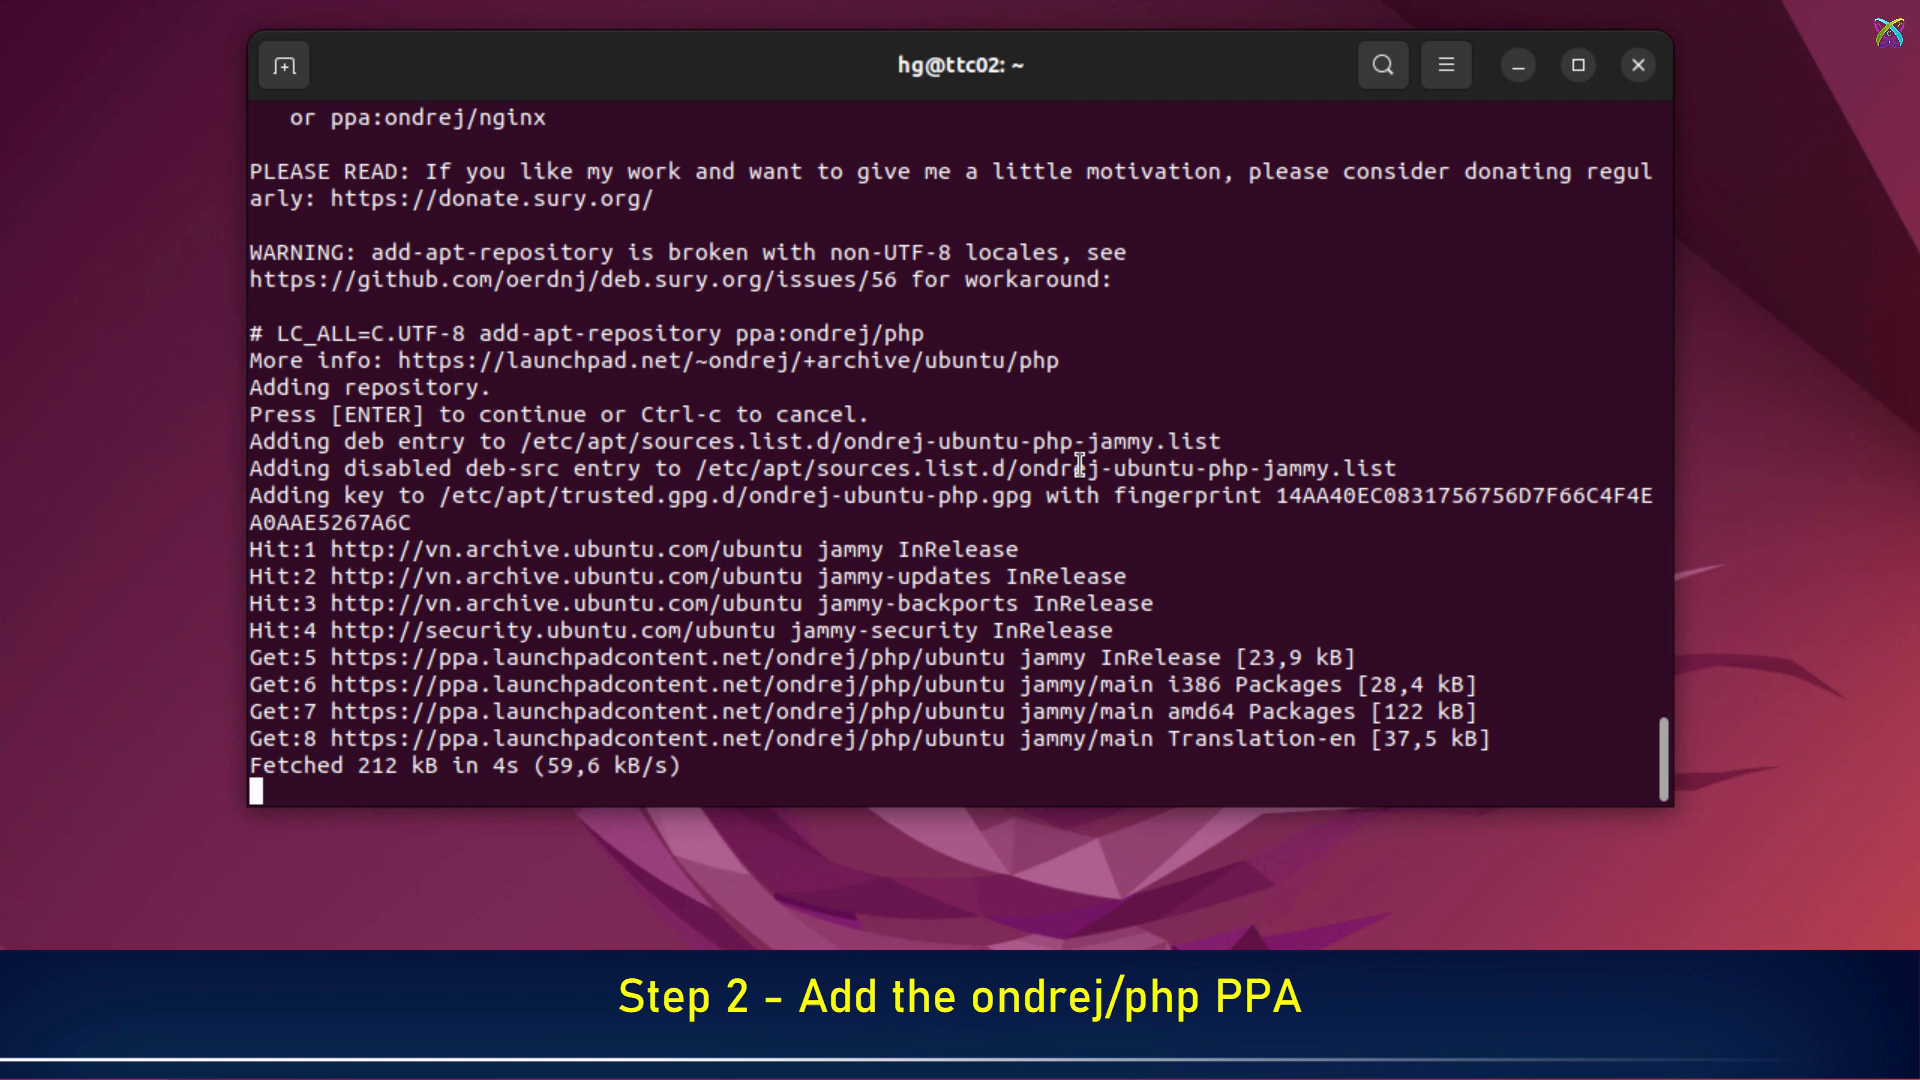 hg@ttc02: ~
or ppa:ondrej/nginx
PLEASE READ: If you like my work and want to give me a little motivation, please consider donating regul
arly: https://donate.sury.org/
WARNING: add-apt-repository is broken with non-UTF-8 locales, see
https://github.com/oerdnj/deb.sury.org/issues/56 for workaround:
# LC_ALL=C.UTF-8 add-apt-repository ppa:ondrej/php
More info: https://launchpad.net/~ondrej/+archive/ubuntu/php
Adding repository.
Press [ENTER] to continue or Ctrl-c to cancel.
Adding deb entry to /etc/apt/sources.list.d/ondrej-ubuntu-php-jammy.list
Adding disabled deb-src entry to /etc/apt/sources.list.d/ondrej-ubuntu-php-jammy.list
Adding key to /etc/apt/trusted.gpg.d/ondrej-ubuntu-php.gpg with fingerprint 14AA40EC0831756756D7F66C4F4E
A0AAE5267A6C
Hit:1 http://vn.archive.ubuntu.com/ubuntu jammy InRelease
Hit:2 http://vn.archive.ubuntu.com/ubuntu jammy-updates InRelease
Hit:3 http://vn.archive.ubuntu.com/ubuntu jammy-backports InRelease
Hit:4 http://security.ubuntu.com/ubuntu jammy-security InRelease
Get:5 https://ppa.launchpadcontent.net/ondrej/php/ubuntu jammy InRelease [23,9 kB]
Get:6 https://ppa.launchpadcontent.net/ondrej/php/ubuntu jammy/main i386 Packages [28,4 kB]
Get:7 https://ppa.launchpadcontent.net/ondrej/php/ubuntu jammy/main amd64 Packages [122 kB]
Get:8 https://ppa.launchpadcontent.net/ondrej/php/ubuntu jammy/main Translation-en [37,5 kB]
Fetched 212 kB in 4s (59,6 kB/s)
Step 2 - Add the ondrej/php PPA